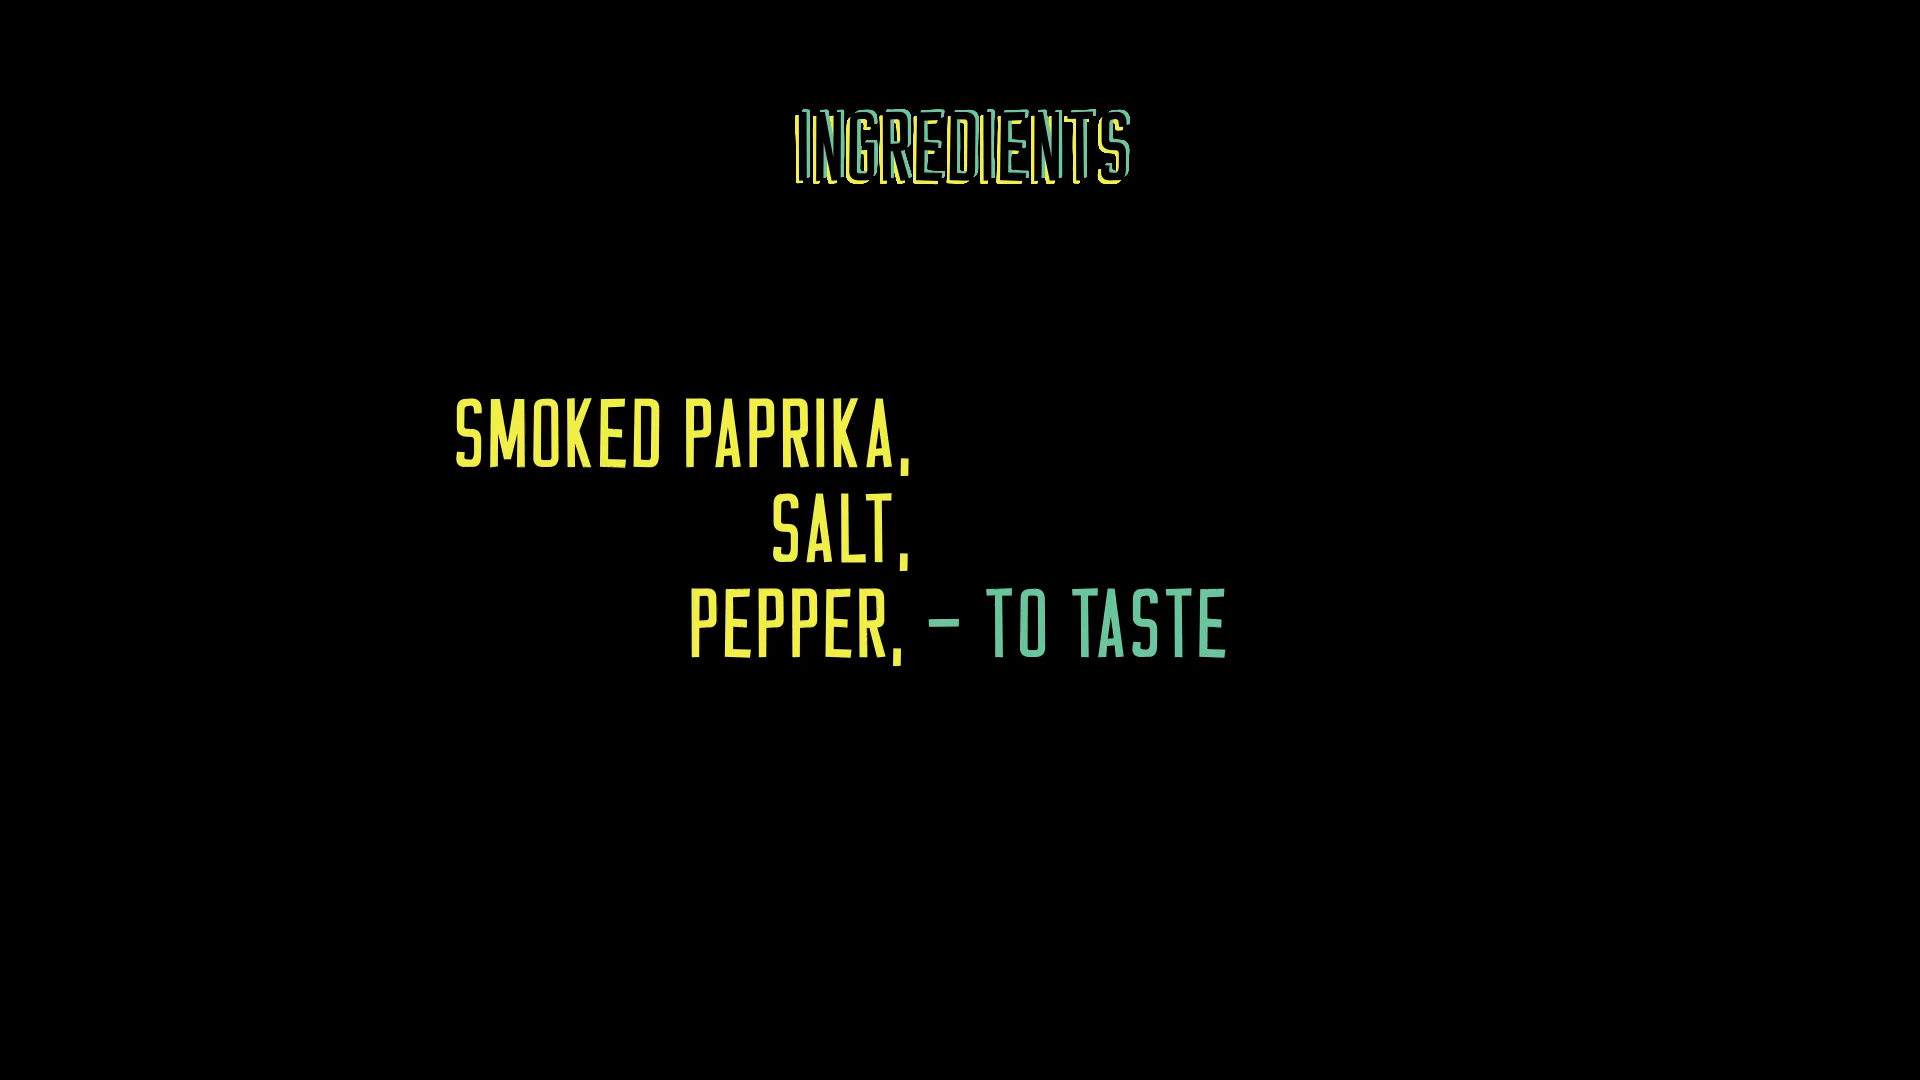 INGREDIENTS
SMOKED PAPRIKA,
SALT,
PEPPER, – TO TASTE